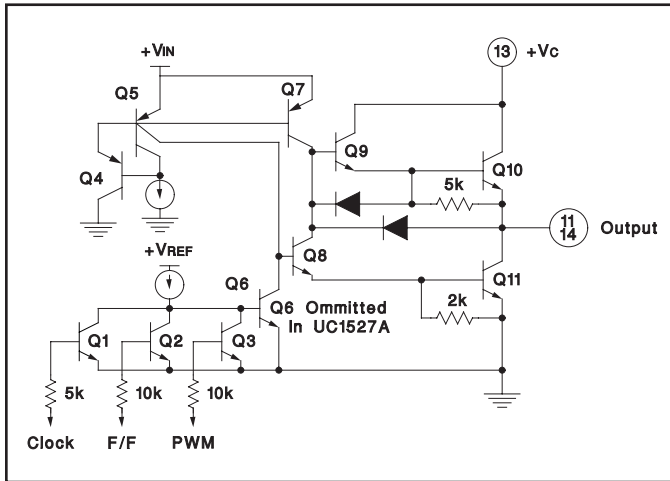 +VIN
13
+VC
Q5
Q7
Q9
Q4
Q10
5k
11
14
Output
+VREF
Q8
Q6
Q11
Q6 Ommitted
In UC1527A
2k
Q1
Q2
Q3
5k
10k
10k
Clock
F/F
PWM